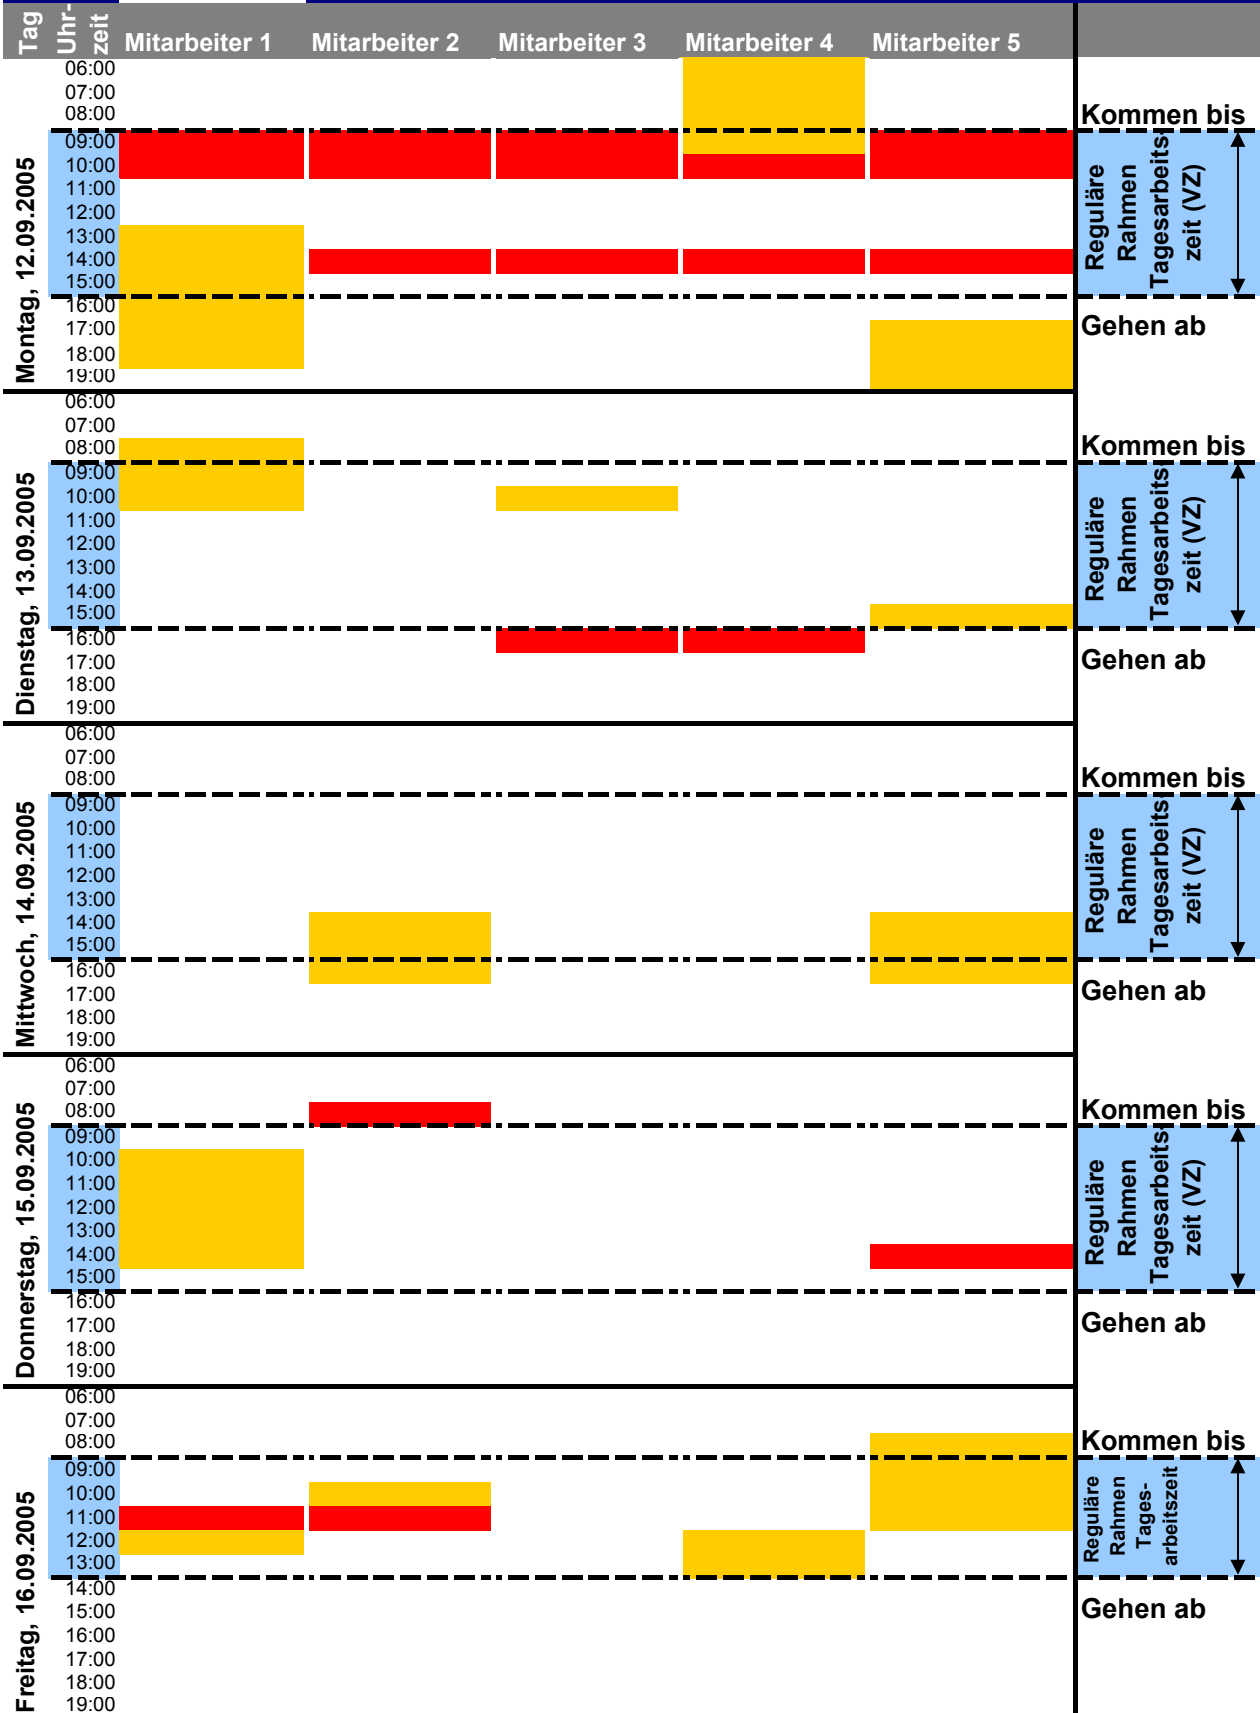 Tag
Uhr-
zeit
Mitarbeiter 1
Mitarbeiter 2
Mitarbeiter 3
Mitarbeiter 4
Mitarbeiter 5
Montag, 12.09.2005
06:00
07:00
08:00
09:00
10:00
11:00
12:00
13:00
14:00
15:00
16:00
17:00
18:00
19:00
Kommen bis
Reguläre
Rahmen
Tagesarbeits-
zeit (VZ)
Gehen ab
Dienstag, 13.09.2005
06:00
07:00
08:00
09:00
10:00
11:00
12:00
13:00
14:00
15:00
16:00
17:00
18:00
19:00
Kommen bis
Reguläre
Rahmen
Tagesarbeits-
zeit (VZ)
Gehen ab
Mittwoch, 14.09.2005
06:00
07:00
08:00
09:00
10:00
11:00
12:00
13:00
14:00
15:00
16:00
17:00
18:00
19:00
Kommen bis
Reguläre
Rahmen
Tagesarbeits-
zeit (VZ)
Gehen ab
Donnerstag, 15.09.2005
06:00
07:00
08:00
09:00
10:00
11:00
12:00
13:00
14:00
15:00
16:00
17:00
18:00
19:00
Kommen bis
Reguläre
Rahmen
Tagesarbeits-
zeit (VZ)
Gehen ab
Freitag, 16.09.2005
06:00
07:00
08:00
09:00
10:00
11:00
12:00
13:00
14:00
15:00
16:00
17:00
18:00
19:00
Kommen bis
Reguläre
Rahmen
Tages-
arbeitszeit
Gehen ab